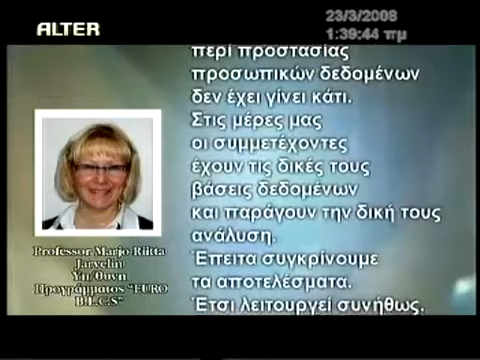 ALTER
23/3/2008
1:39:44 πμ
περί προστασίας
προσωπικών δεδομένων
δεν έχει γίνει κάτι.
Στις μέρες μας
οι συμμετέχοντες
έχουν τις δικές τους
βάσεις δεδομένων
και παράγουν την δική τους
ανάλυση.
Έπειτα συγκρίνουμε
τα αποτελέσματα.
Έτσι λειτουργεί συνήθως.
Professor Marjo-Riitta
Jarvelin
Υπ/θυνη
Προγράμματος "EURO
B.L.C.S"